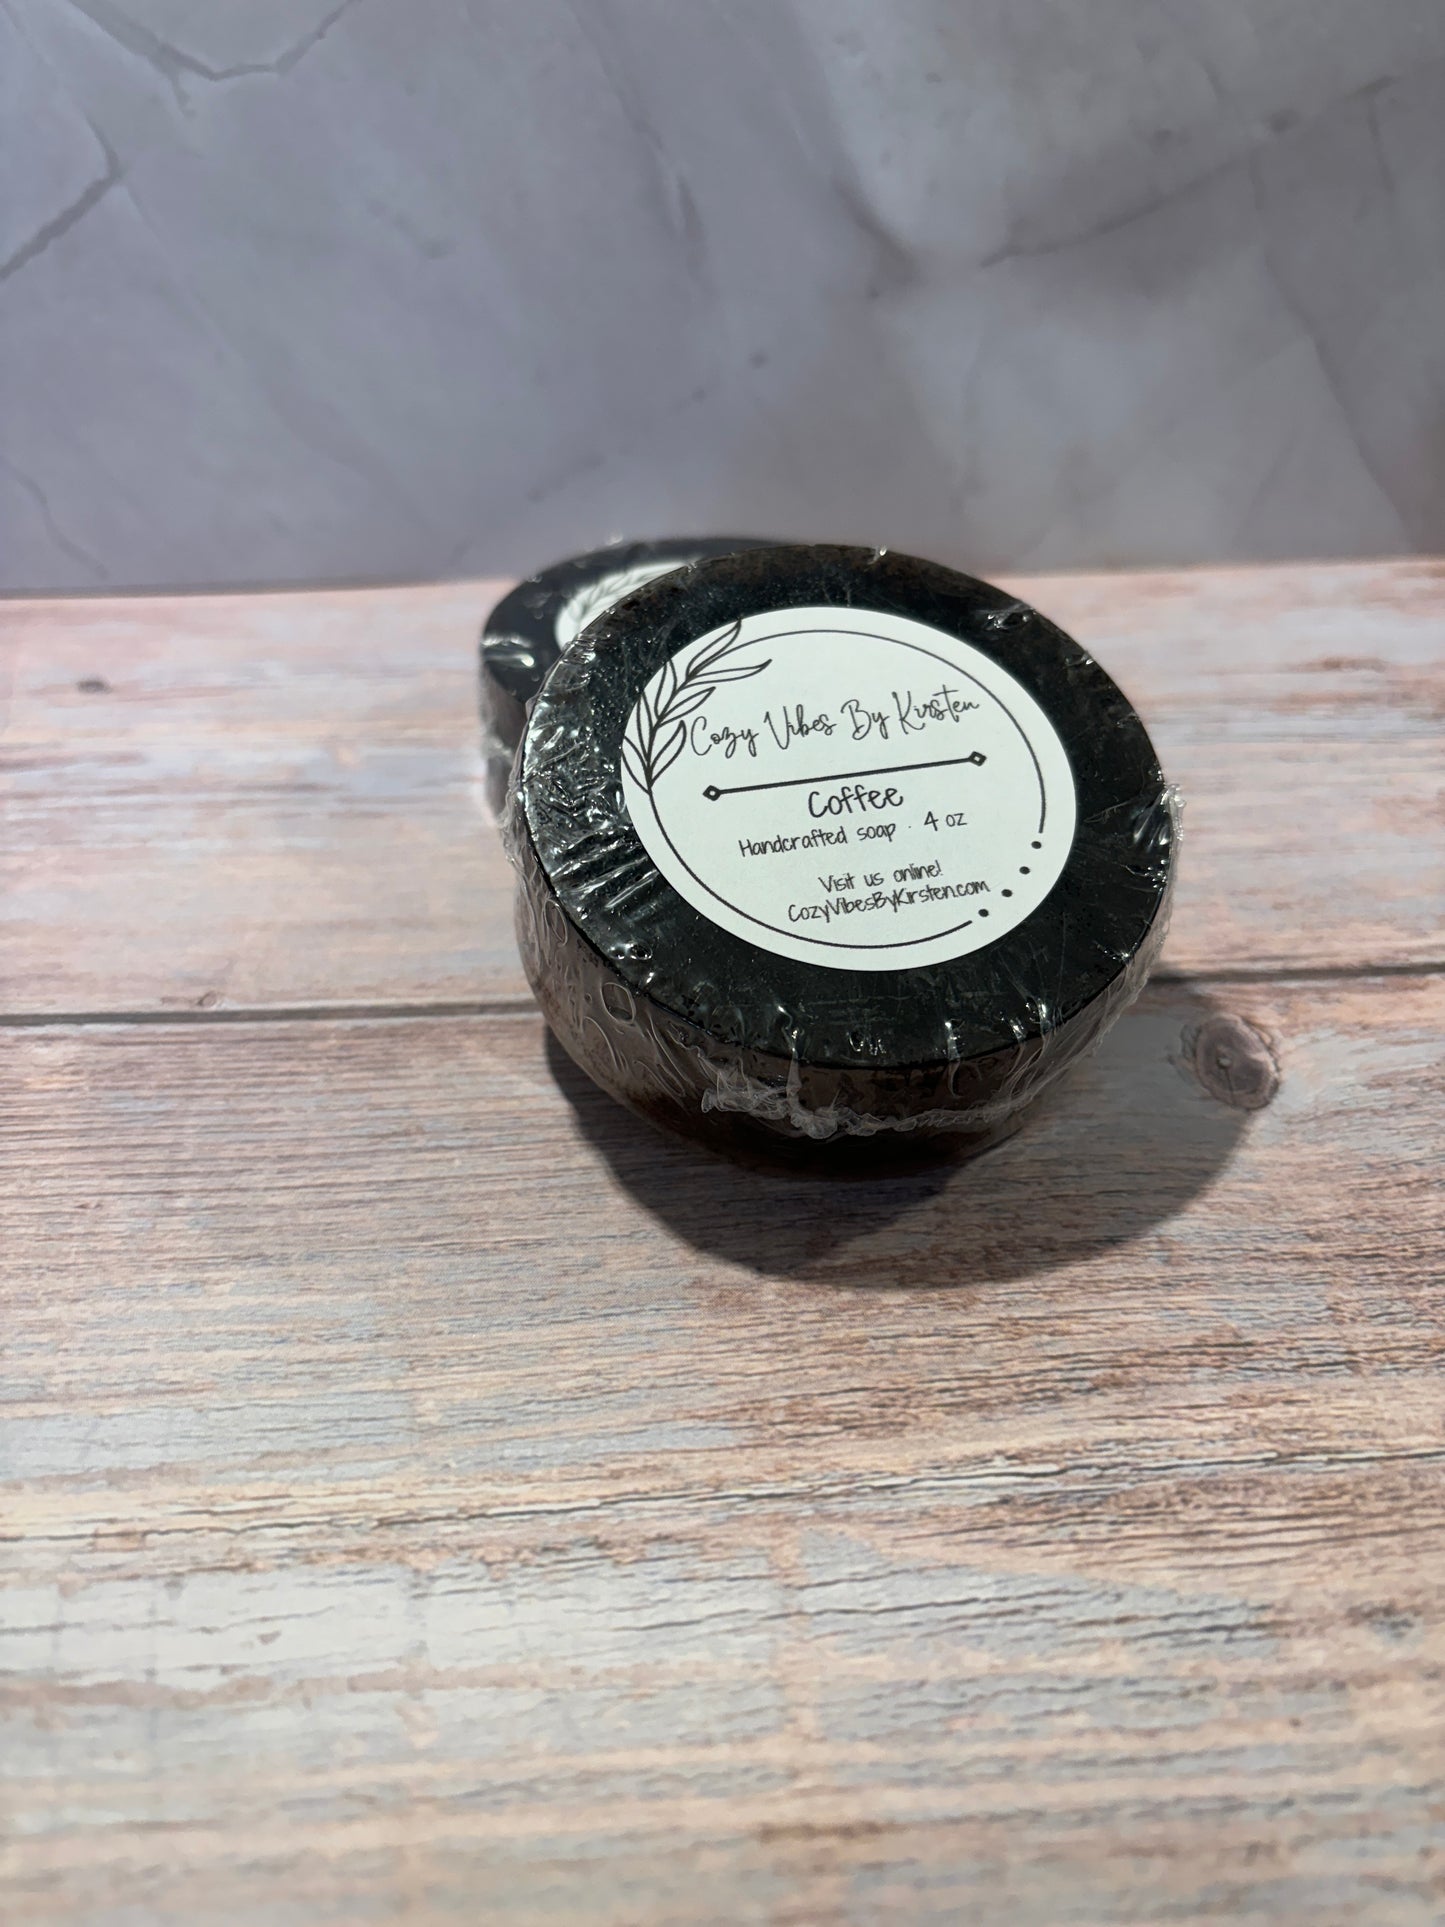 Cozy Vibes By Kirsten
Coffee
Handcrafted soap · 4 oz
Visit us online!
CozyVibesByKirsten.com